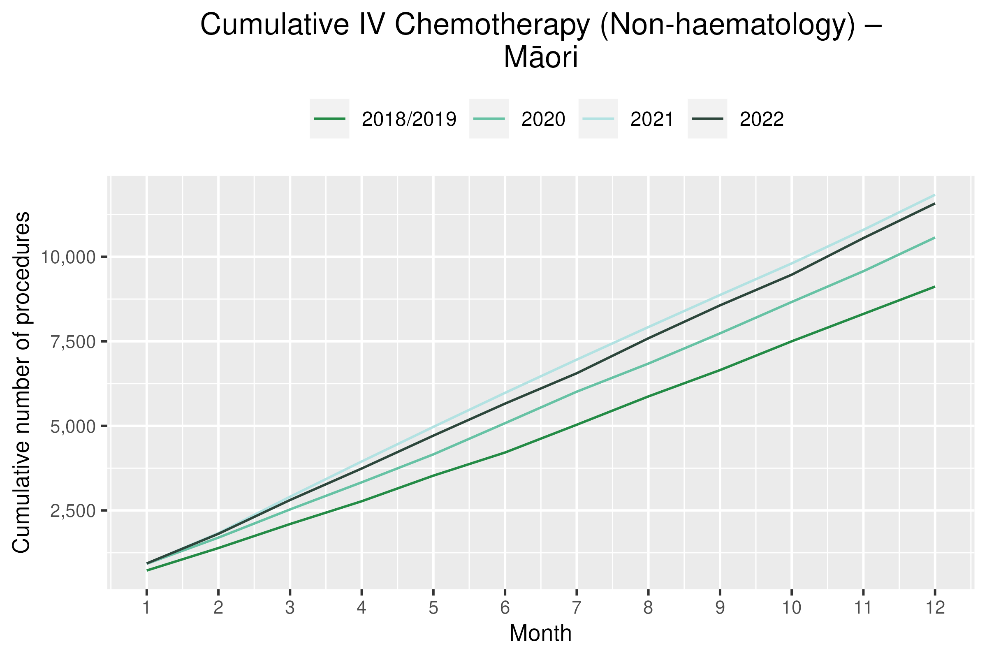 Cumulative IV Chemotherapy (Non-haematology) –
Māori
2018/2019 2020 2021 2022
Cumulative number of procedures
10,000
7,500
5,000
2,500
1 2 3 4 5 6 7 8 9 10 11 12
Month